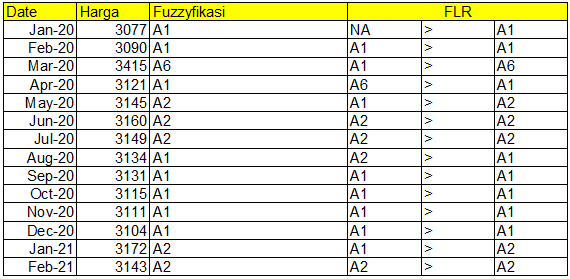 Date Harga Fuzzyfikasi FLR
Jan-20 3077 A1 NA > A1
Feb-20 3090 A1 A1 > A1
Mar-20 3415 A6 A1 > A6
Apr-20 3121 A1 A6 > A1
May-20 3145 A2 A1 > A2
Jun-20 3160 A2 A2 > A2
Jul-20 3149 A2 A2 > A2
Aug-20 3134 A1 A2 > A1
Sep-20 3131 A1 A1 > A1
Oct-20 3115 A1 A1 > A1
Nov-20 3111 A1 A1 > A1
Dec-20 3104 A1 A1 > A1
Jan-21 3172 A2 A1 > A2
Feb-21 3143 A2 A2 > A2